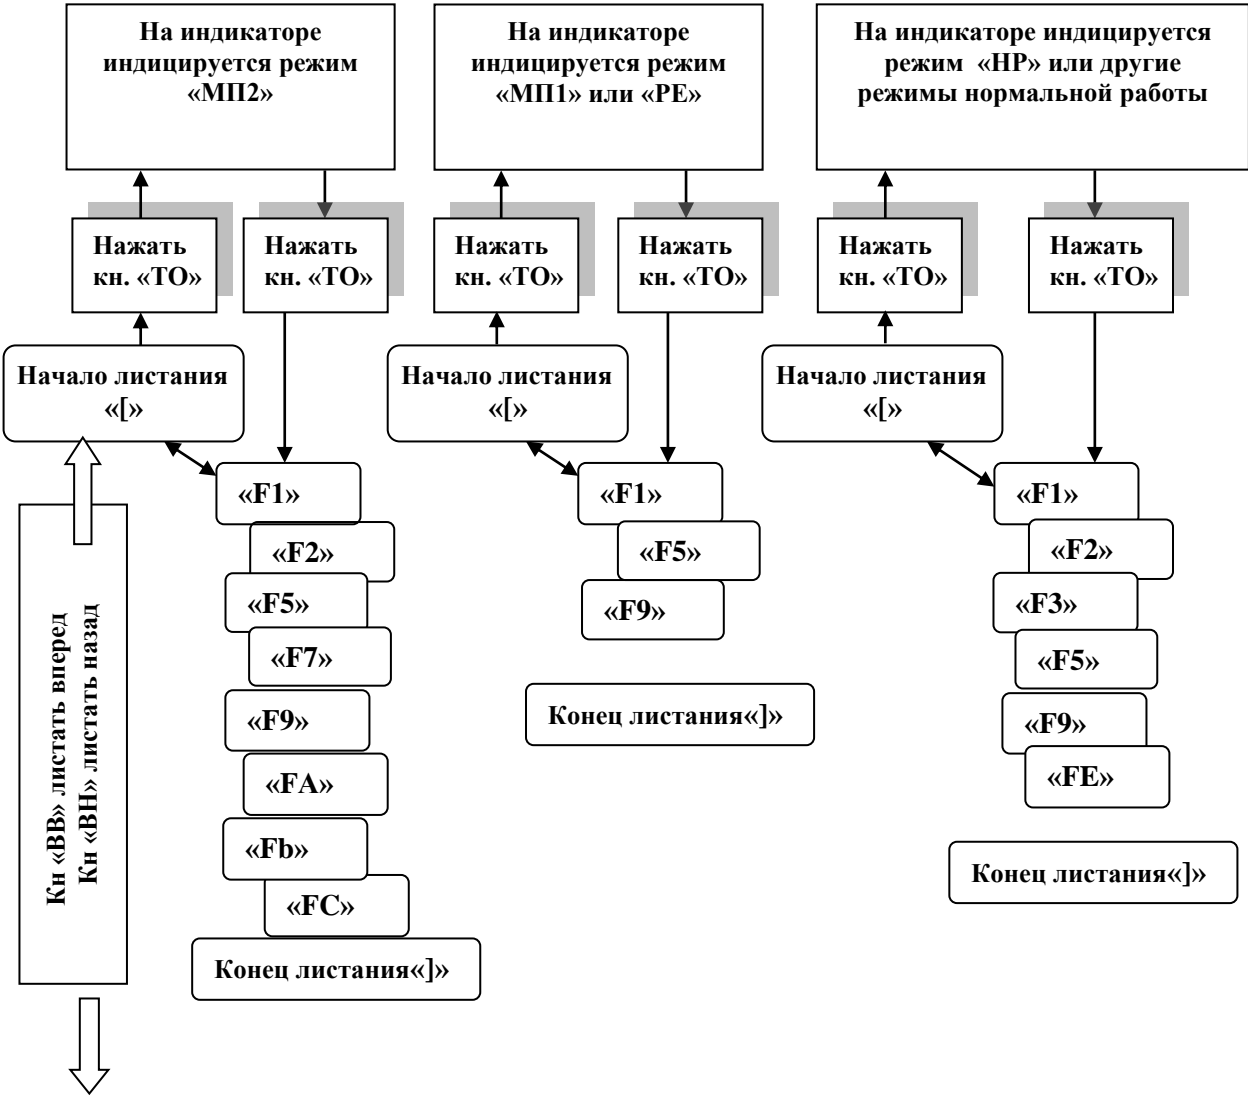 На индикаторе
индицируется режим
«МП2»
На индикаторе
индицируется режим
«МП1» или «РЕ»
На индикаторе индицируется
режим «НР» или другие
режимы нормальной работы
Нажать
кн. «ТО»
Нажать
кн. «ТО»
Нажать
кн. «ТО»
Нажать
кн. «ТО»
Нажать
кн. «ТО»
Нажать
кн. «ТО»
Начало листания
«[»
Начало листания
«[»
Начало листания
«[»
«F1»
«F2»
«F5»
«F7»
«F9»
«FA»
«Fb»
«FC»
Конец листания«]»
«F1»
«F5»
«F9»
Конец листания«]»
«F1»
«F2»
«F3»
«F5»
«F9»
«FE»
Конец листания«]»
Кн «ВВ» листать вперед
Кн «ВН» листать назад